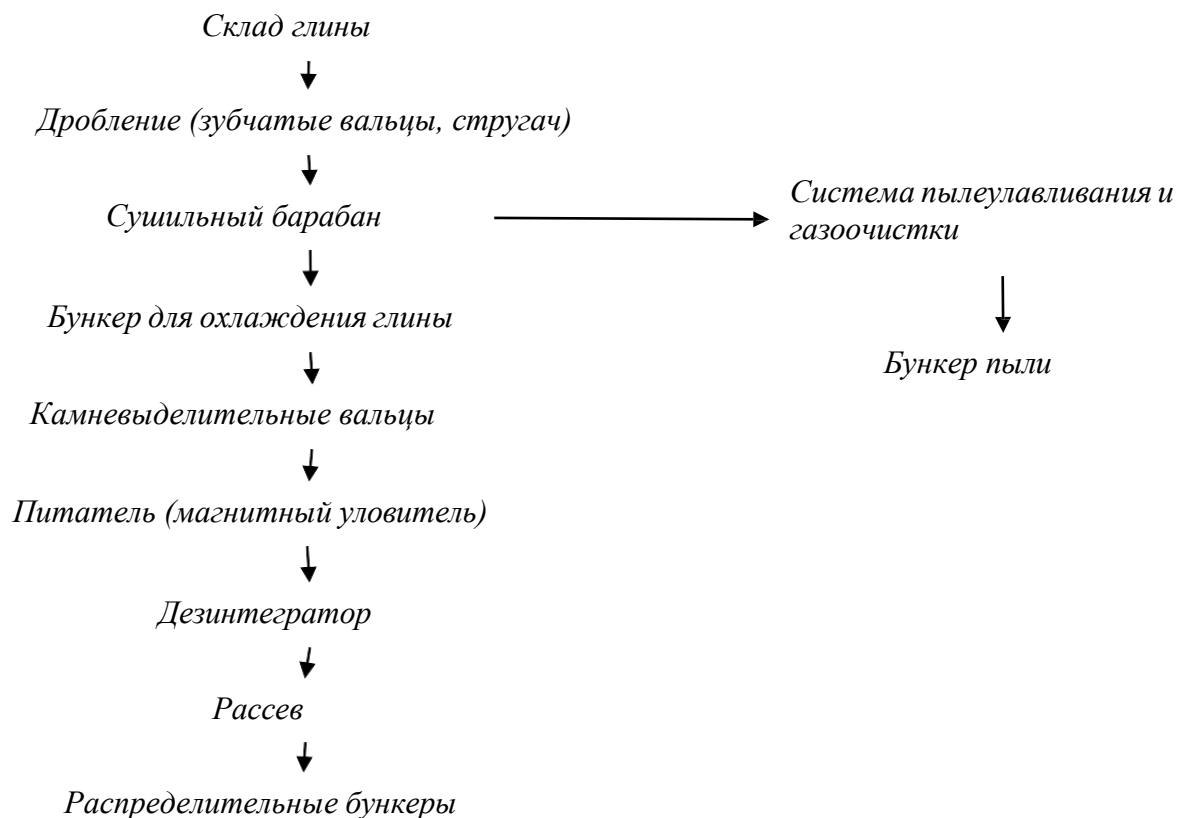 Склад глины
Дробление (зубчатые вальцы, стругач)
Сушильный барабан
Система пылеулавливания и
газоочистки
Бункер для охлаждения глины
Бункер пыли
Камневыделительные вальцы
Питатель (магнитный уловитель)
Дезинтегратор
Рассев
Распределительные бункеры